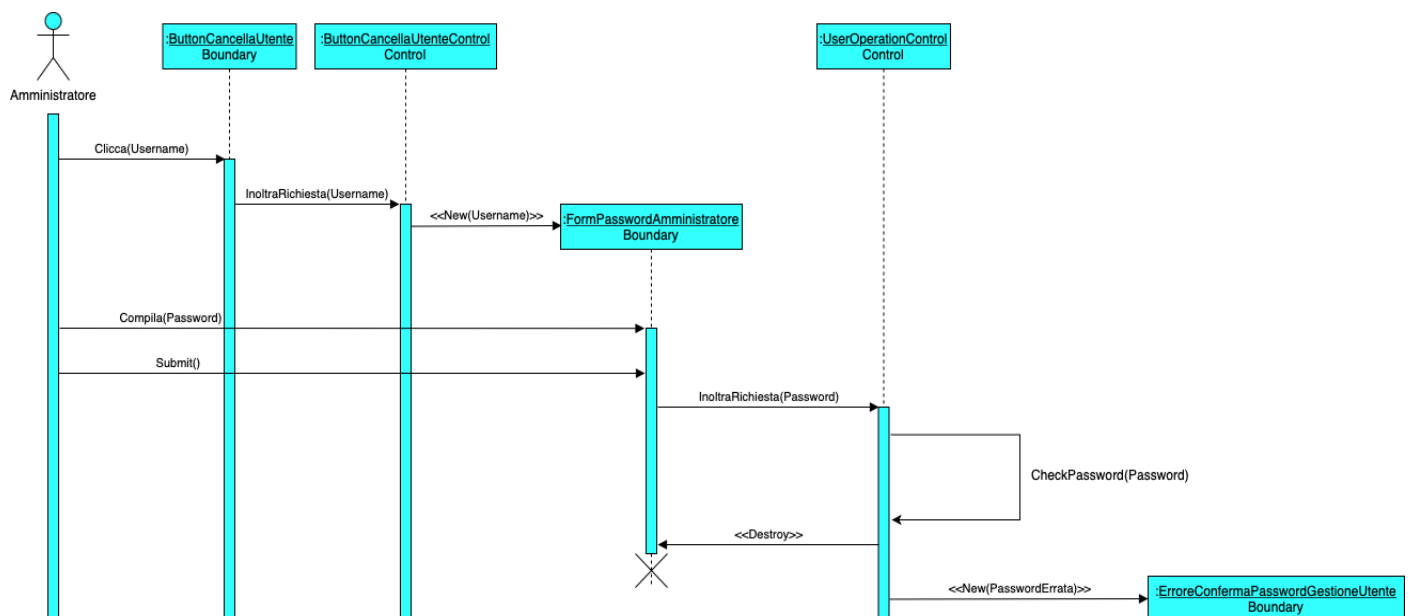 :ButtonCancellaUtente
Boundary
:ButtonCancellaUtenteControl
Control
:UserOperationControl
Control
Amministratore
Clicca(Username)
InoltraRichiesta(Username)
<<New(Username)>>
:FormPasswordAmministratore
Boundary
Compila(Password)
Submit()
InoltraRichiesta(Password)
CheckPassword(Password)
<<Destroy>>
<<New(PasswordErrata)>>
:ErroreConfermaPasswordGestioneUtente
Boundary